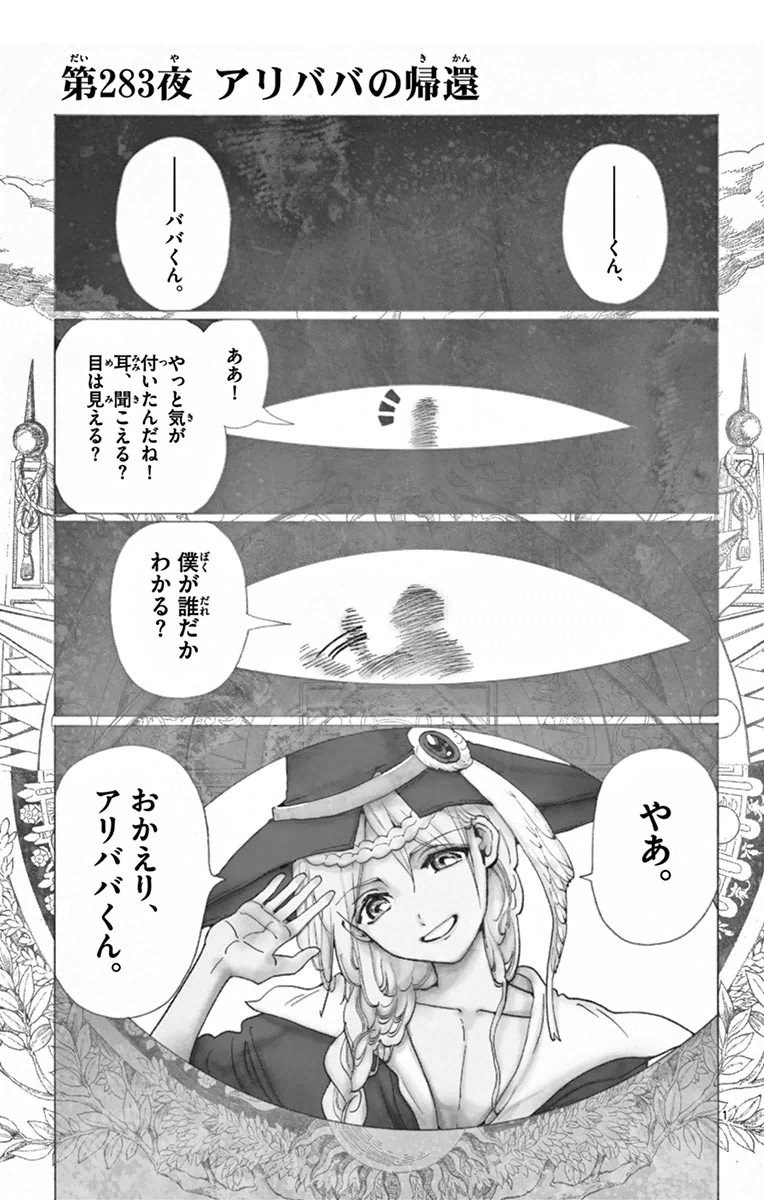 第283夜 アリババの帰還
――くん、
――ババくん。
ああ！
やっと気が
付いたんだね！
耳、聞こえる？
目は見える？
僕が誰だか
わかる？
やあ。
おかえり、
アリババくん。
1